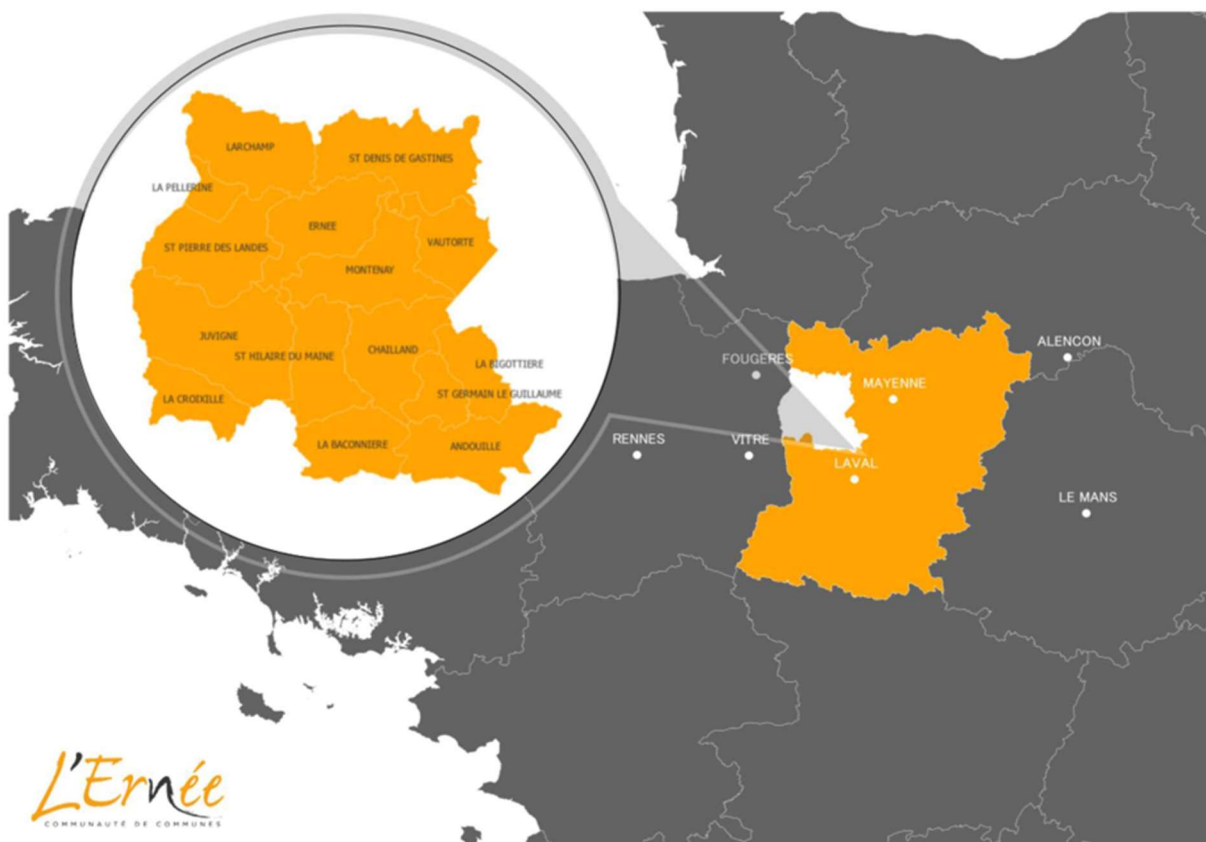 LARCHAMP
ST DENIS DE GASTINES
LA PELLERINE
ERNEE
ST PIERRE DES LANDES
VAUTORTE
MONTENAY
JUVIGNE
ST HILAIRE DU MAINE
CHAILLAND
LA BIGOTTIERE
LA CROIXILLE
ST GERMAIN LE GUILLAUME
LA BACONNIERE
ANDOUILLE
ALENCON
FOUGERES
MAYENNE
RENNES
VITRE
LAVAL
LE MANS
L'Ernée
COMMUNAUTÉ DE COMMUNES